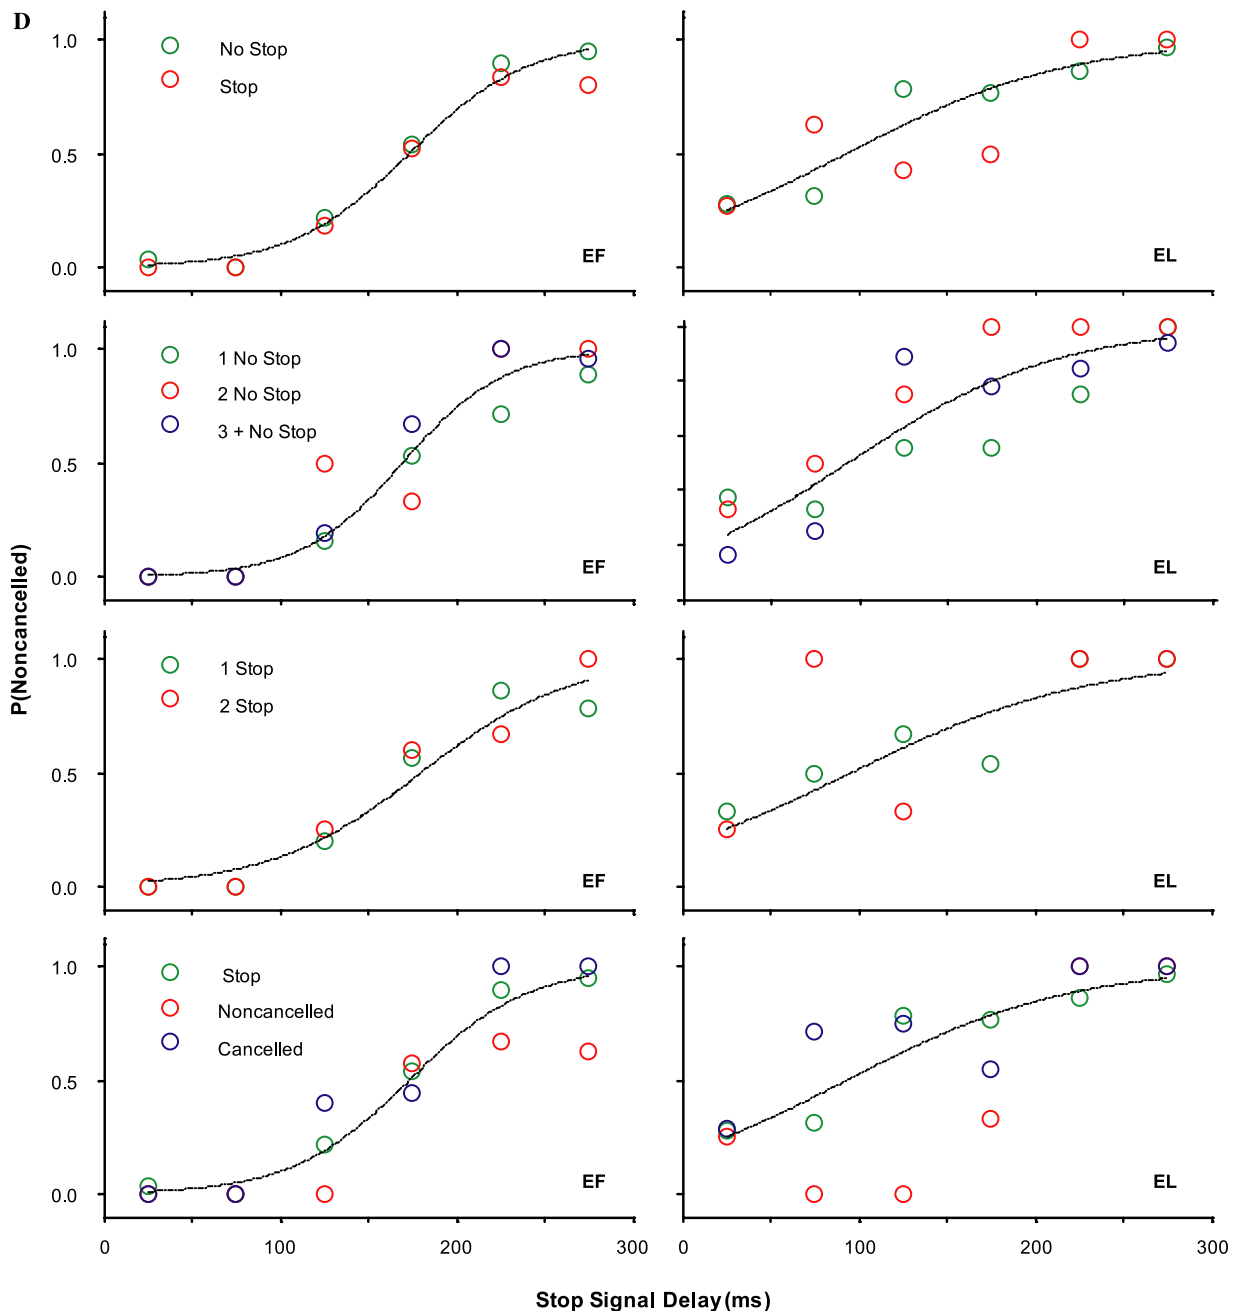 D
1.0
0.5
0.0
No Stop
Stop
EF
EL
1.0
0.5
0.0
1 No Stop
2 No Stop
3 + No Stop
EF
EL
P(Noncancelled)
1.0
0.5
0.0
1 Stop
2 Stop
EF
EL
1.0
0.5
0.0
Stop
Noncancelled
Cancelled
EF
EL
0 100 200 300 0 100 200 300
Stop Signal Delay (ms)